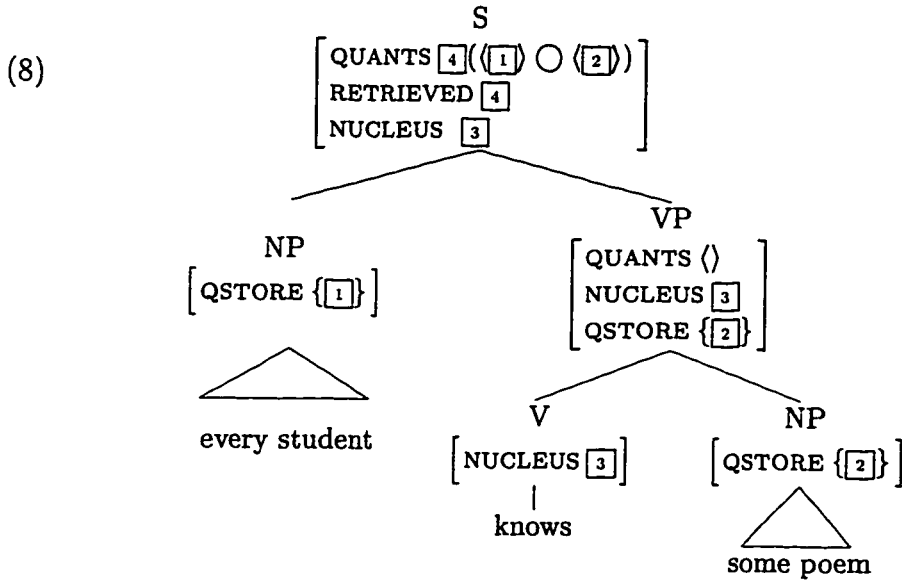 S
(8)
QUANTS 4(⟨1⟩ ○ ⟨2⟩)
RETRIEVED 4
NUCLEUS 3
NP
QSTORE {1}
VP
QUANTS ⟨⟩
NUCLEUS 3
QSTORE {2}
every student
V
NUCLEUS 3
knows
NP
QSTORE {2}
some poem